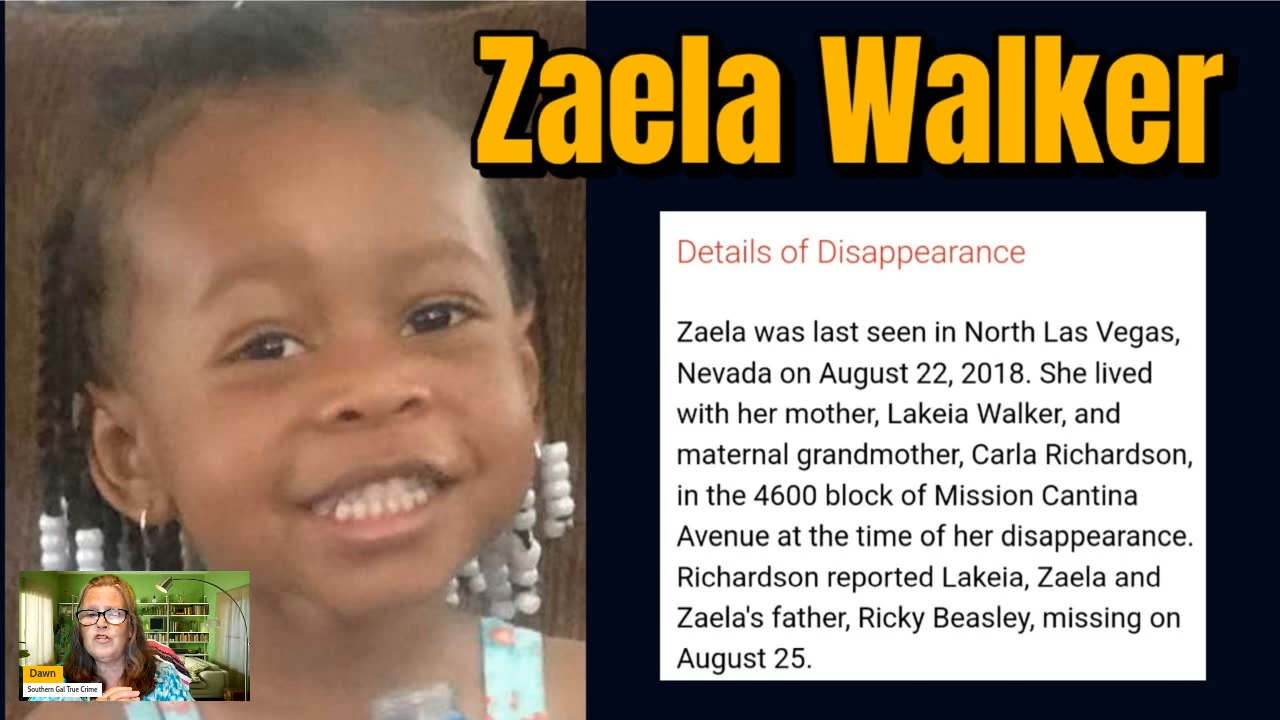 Zaela Walker
Details of Disappearance
Zaela was last seen in North Las Vegas,
Nevada on August 22, 2018. She lived
with her mother, Lakeia Walker, and
maternal grandmother, Carla Richardson,
in the 4600 block of Mission Cantina
Avenue at the time of her disappearance.
Richardson reported Lakeia, Zaela and
Zaela's father, Ricky Beasley, missing on
August 25.
Dawn
Southern Gal True Crime